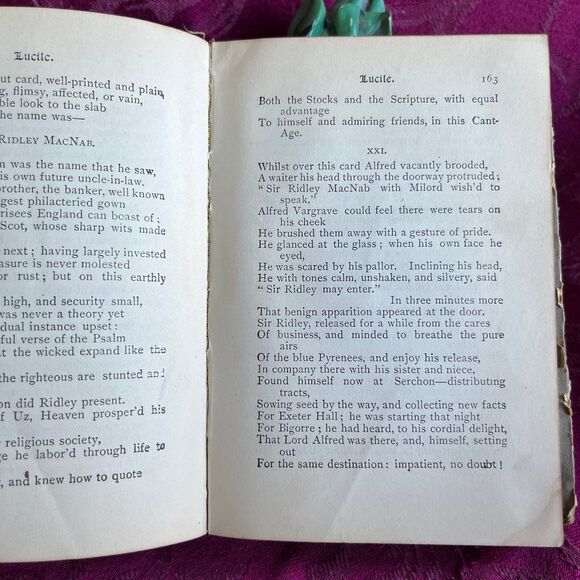 Lucile.
ut card, well-printed and plain,
g, flimsy, affected, or vain,
ble look to the slab
the name was—
RIDLEY MACNAB.
m was the name that he saw,
is own future uncle-in-law.
brother, the banker, well known
gest philacteried gown
risees England can boast of;
Scot, whose sharp wits made
next; having largely invested
easure is never molested
or rust; but on this earthly
high, and security small,
was never a theory yet
dual instance upset:
ful verse of the Psalm
at the wicked expand like the
the righteous are stunted and
on did Ridley present.
f Uz, Heaven prosper'd his
r religious society,
ge he labor'd through life to
, and knew how to quote
Lucile. 163
Both the Stocks and the Scripture, with equal
advantage
To himself and admiring friends, in this Cant-
Age.
XXI.
Whilst over this card Alfred vacantly brooded,
A waiter his head through the doorway protruded;
"Sir Ridley MacNab with Milord wish'd to
speak."
Alfred Vargrave could feel there were tears on
his cheek
He brushed them away with a gesture of pride.
He glanced at the glass; when his own face he
eyed,
He was scared by his pallor. Inclining his head,
He with tones calm, unshaken, and silvery, said
"Sir Ridley may enter."
In three minutes more
That benign apparition appeared at the door.
Sir Ridley, released for a while from the cares
Of business, and minded to breathe the pure
airs
Of the blue Pyrenees, and enjoy his release,
In company there with his sister and niece,
Found himself now at Serchon—distributing
tracts,
Sowing seed by the way, and collecting new facts
For Exeter Hall; he was starting that night
For Bigorre; he had heard, to his cordial delight,
That Lord Alfred was there, and, himself, setting
out
For the same destination: impatient, no doubt!